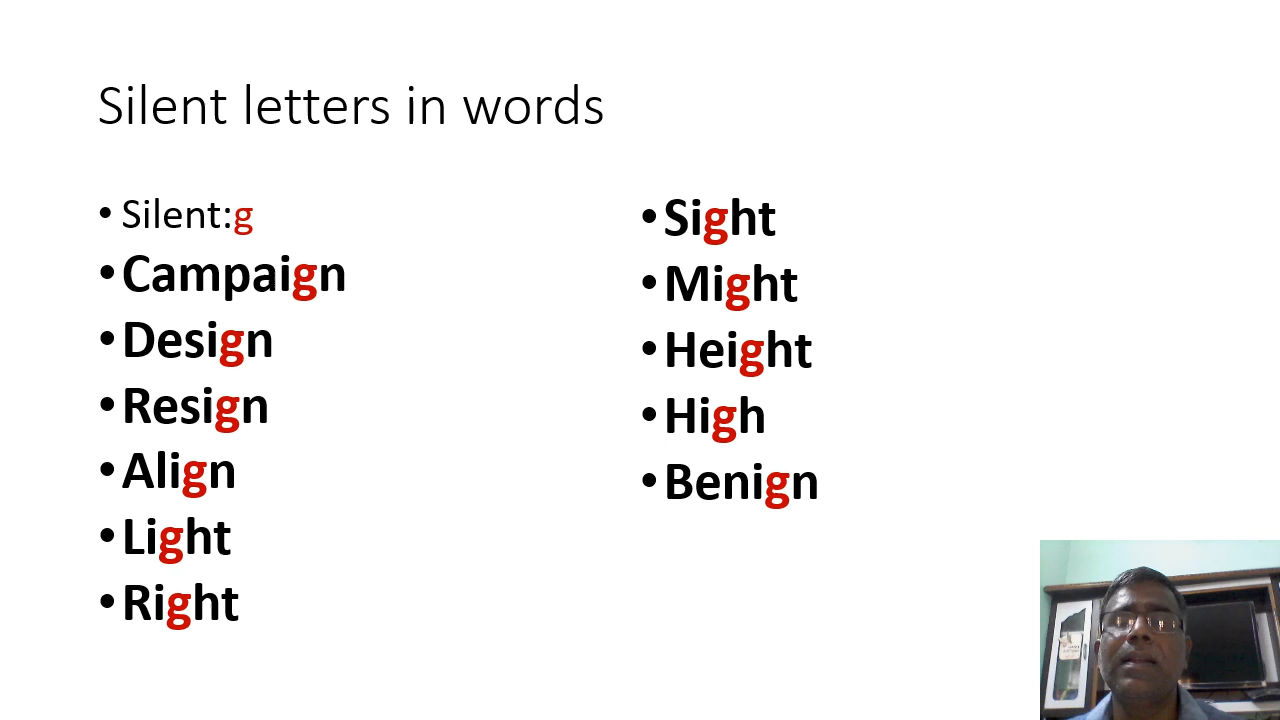 Silent letters in words
• Silent:g
• Campaign
• Design
• Resign
• Align
• Light
• Right
• Sight
• Might
• Height
• High
• Benign